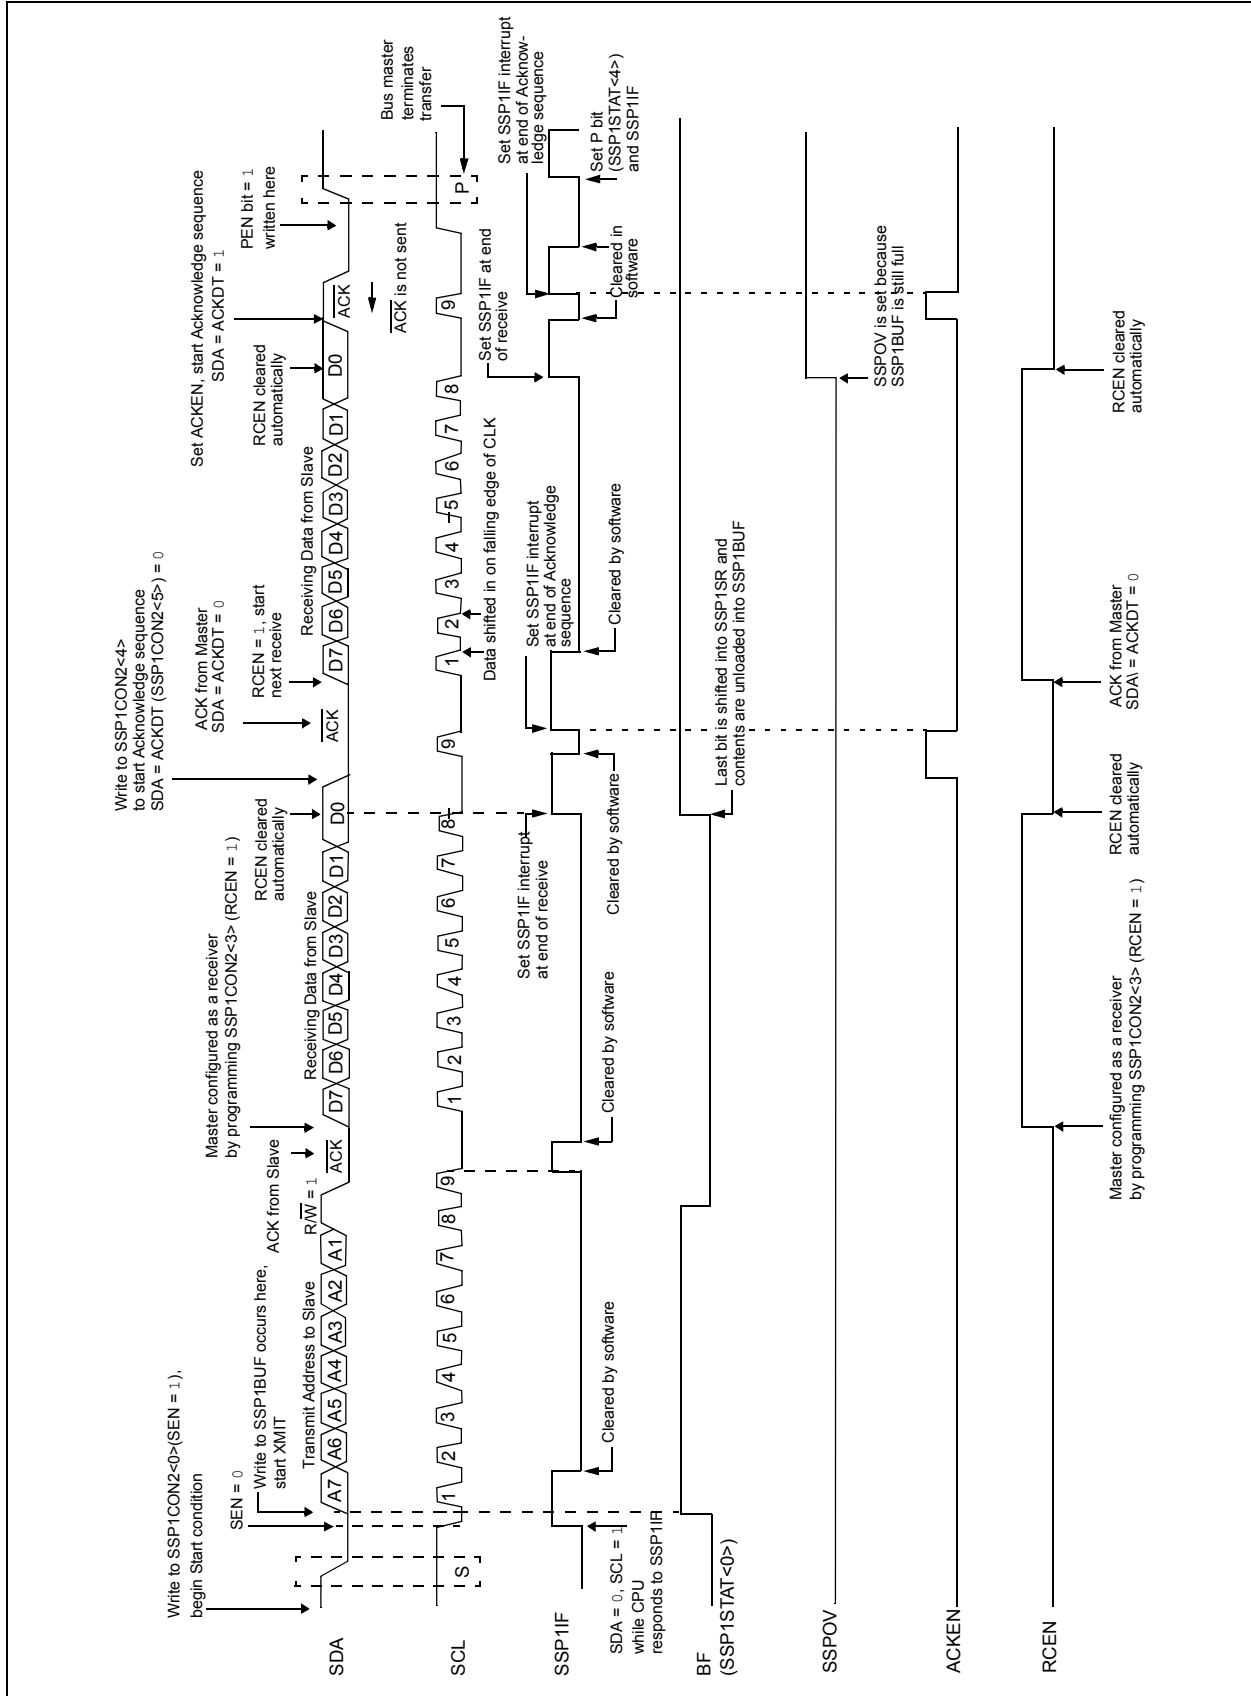 Write to SSP1CON2<0>(SEN = 1),
begin Start condition
SEN = 0
Write to SSP1BUF occurs here,
start XMIT
ACK from Slave
Master configured as a receiver
by programming SSP1CON2<3> (RCEN = 1)
RCEN cleared
automatically
Write to SSP1CON2<4>
to start Acknowledge sequence
SDA = ACKDT (SSP1CON2<5>) = 0
ACK from Master
SDA = ACKDT = 0
RCEN = 1, start
next receive
Set ACKEN, start Acknowledge sequence
SDA = ACKDT = 1
RCEN cleared
automatically
PEN bit = 1
written here
Transmit Address to Slave
R/W = 1
Receiving Data from Slave
Receiving Data from Slave
SDA
A7 A6 A5 A4 A3 A2 A1
ACK
D7 D6 D5 D4 D3 D2 D1 D0
ACK
D7 D6 D5 D4 D3 D2 D1 D0
ACK
ACK is not sent
Bus master
terminates
transfer
SCL
S
1 2 3 4 5 6 7 8 9
1 2 3 4 5 6 7 8 9
1 2 3 4 5 6 7 8 9
P
Data shifted in on falling edge of CLK
Set SSP1IF interrupt
at end of receive
Set SSP1IF interrupt
at end of Acknowledge
sequence
Set SSP1IF at end
of receive
Set SSP1IF interrupt
at end of Acknow-
ledge sequence
SSP1IF
SDA = 0, SCL = 1
while CPU
responds to SSP1IF
Cleared by software
Cleared by software
Cleared by software
Cleared by software
Cleared in
software
Set P bit
(SSP1STAT<4>)
and SSP1IF
BF
(SSP1STAT<0>)
Last bit is shifted into SSP1SR and
contents are unloaded into SSP1BUF
SSPOV
SSPOV is set because
SSP1BUF is still full
ACKEN
RCEN
Master configured as a receiver
by programming SSP1CON2<3> (RCEN = 1)
RCEN cleared
automatically
ACK from Master
SDA\ = ACKDT = 0
RCEN cleared
automatically